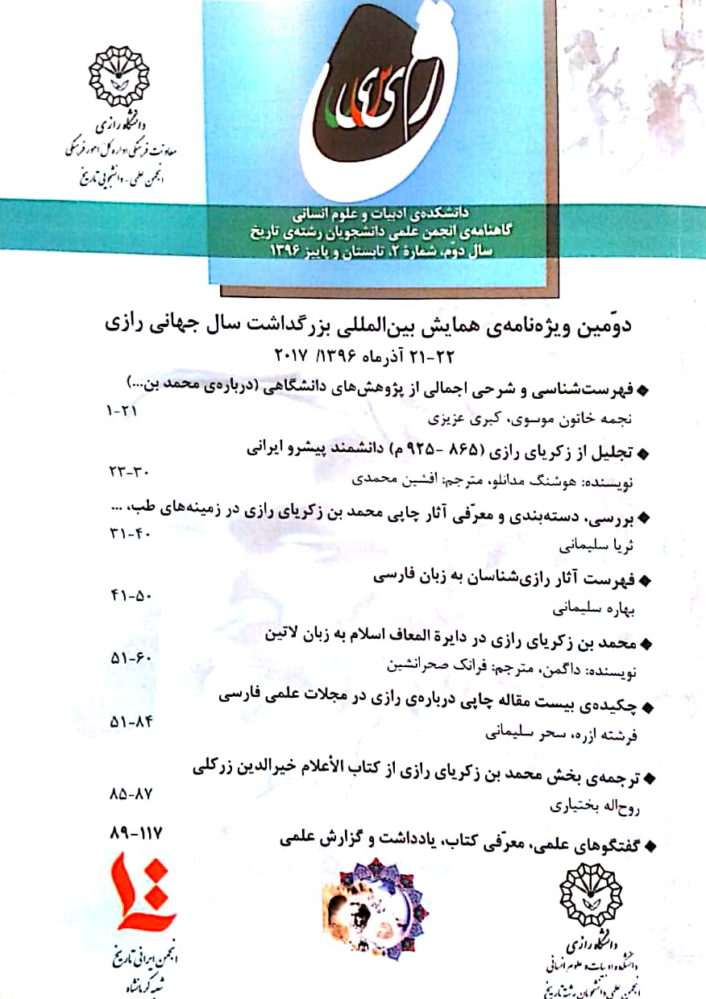 دانشگاه رازی
معاونت فرهنگی اداره کل امور فرهنگی
انجمن علمی - دانشجویی تاریخ
دانشکده‌ی ادبیات و علوم انسانی
گاهنامه‌ی انجمن علمی دانشجویان رشته‌ی تاریخ
سال دوّم، شمارهٔ ۲، تابستان و پاییز ۱۳۹۶
دوّمین ویژه‌نامه‌ی همایش بین‌المللی بزرگداشت سال جهانی رازی
۲۱-۲۲ آذرماه ۱۳۹۶/ ۲۰۱۷
❖ فهرست‌شناسی و شرحی اجمالی از پژوهش‌های دانشگاهی (درباره‌ی محمد بن...)
نجمه خاتون موسوی، کبری عزیزی ۱-۲۱
❖ تجلیل از زکریای رازی (۸۶۵ -۹۲۵ م) دانشمند پیشرو ایرانی
نویسنده: هوشنگ مدانلو، مترجم: افشین محمدی ۲۳-۳۰
❖ بررسی، دسته‌بندی و معرّفی آثار چاپی محمد بن زکریای رازی در زمینه‌های طب، ...
ثریا سلیمانی ۳۱-۴۰
❖ فهرست آثار رازی‌شناسان به زبان فارسی
بهاره سلیمانی ۴۱-۵۰
❖ محمد بن زکریای رازی در دایرة المعاف اسلام به زبان لاتین
نویسنده: داگمن، مترجم: فرانک صحرانشین ۵۱-۶۰
❖ چکیده‌ی بیست مقاله چاپی درباره‌ی رازی در مجلات علمی فارسی
فرشته ازره، سحر سلیمانی ۵۱-۸۴
❖ ترجمه‌ی بخش محمد بن زکریای رازی از کتاب الأعلام خیرالدین زرکلی
روح‌اله بختیاری ۸۵-۸۷
❖ گفتگوهای علمی، معرّفی کتاب، یادداشت و گزارش علمی ۸۹-۱۱۷
انجمن ایرانی تاریخ
شعبه کرمانشاه
دانشگاه رازی
دانشکده ادبیات و علوم انسانی
انجمن علمی دانشجویان رشته تاریخ